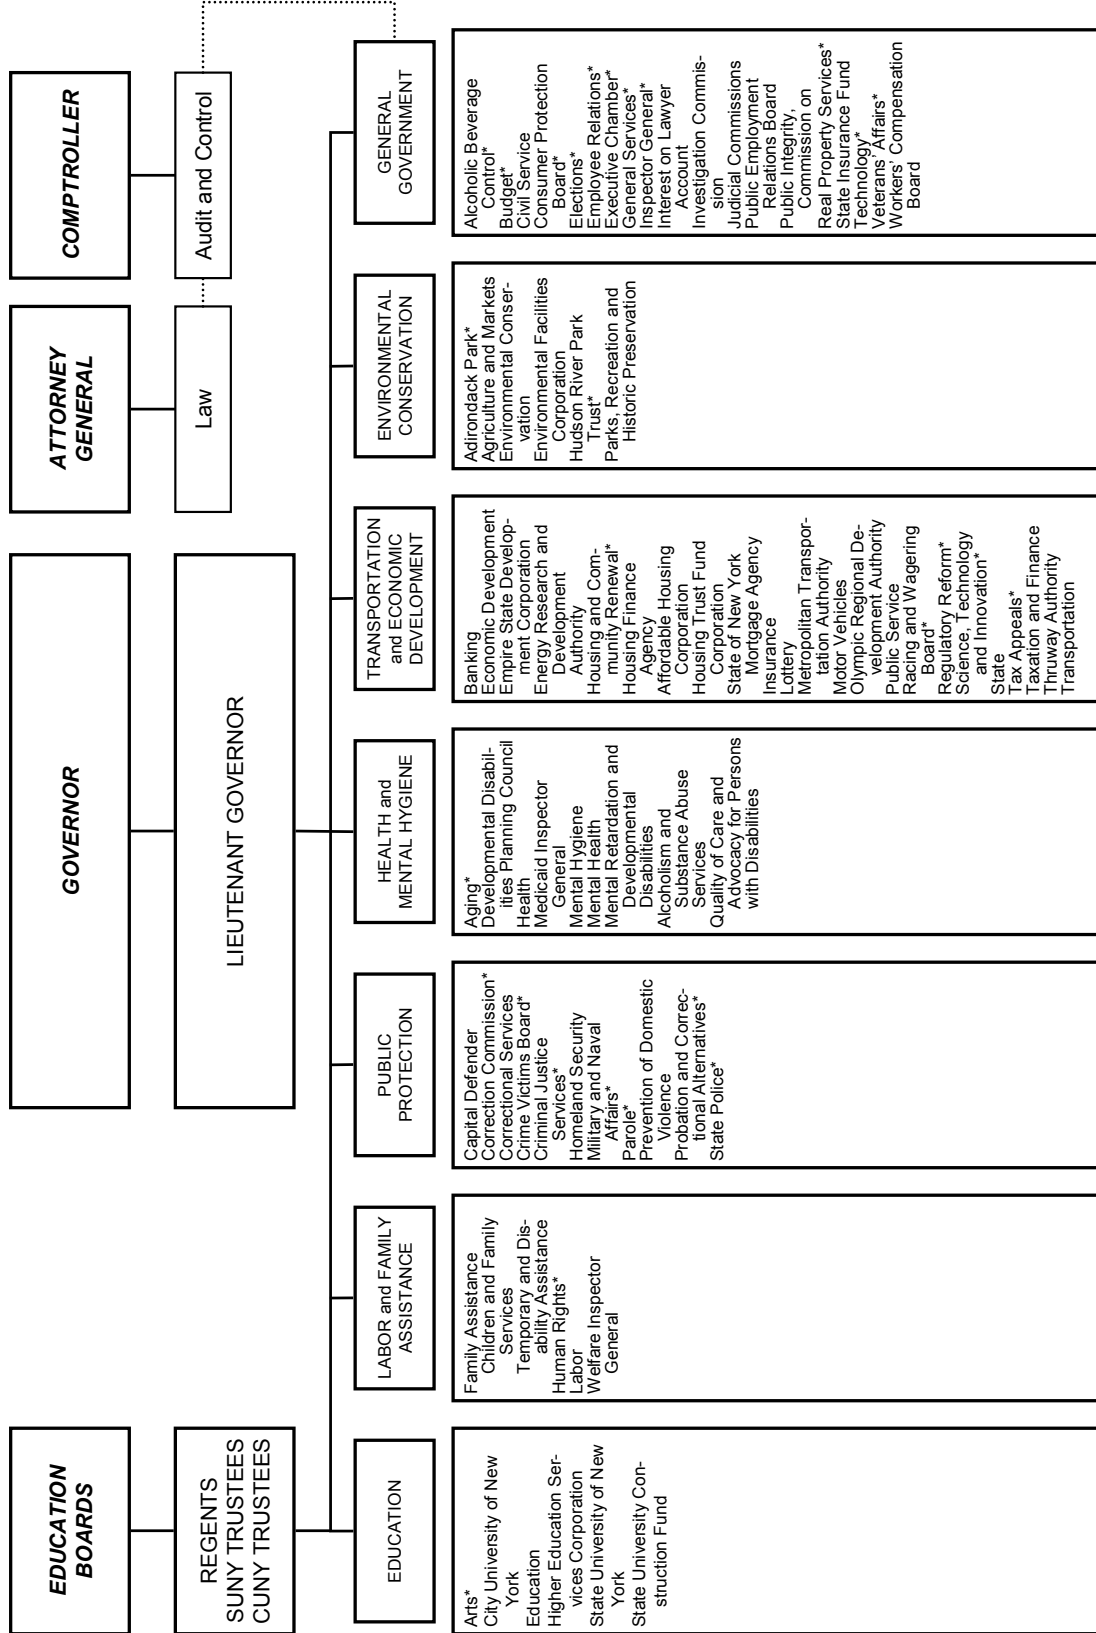 EDUCATION
BOARDS
GOVERNOR
ATTORNEY
GENERAL
COMPTROLLER
REGENTS
SUNY TRUSTEES
CUNY TRUSTEES
LIEUTENANT GOVERNOR
Law
Audit and Control
EDUCATION
LABOR and FAMILY
ASSISTANCE
PUBLIC
PROTECTION
HEALTH and
MENTAL HYGIENE
TRANSPORTATION
and ECONOMIC
DEVELOPMENT
ENVIRONMENTAL
CONSERVATION
GENERAL
GOVERNMENT
Arts*
City University of New
York
Education
Higher Education Ser-
vices Corporation
State University of New
York
State University Con-
struction Fund
Family Assistance
Children and Family
Services
Temporary and Dis-
ability Assistance
Human Rights*
Labor
Welfare Inspector
General
Capital Defender
Correction Commission*
Correctional Services
Crime Victims Board*
Criminal Justice
Services*
Homeland Security
Military and Naval
Affairs*
Parole*
Prevention of Domestic
Violence
Probation and Correc-
tional Alternatives*
State Police*
Aging*
Developmental Disabil-
ities Planning Council
Health
Medicaid Inspector
General
Mental Hygiene
Mental Health
Mental Retardation and
Developmental
Disabilities
Alcoholism and
Substance Abuse
Services
Quality of Care and
Advocacy for Persons
with Disabilities
Banking
Economic Development
Empire State Develop-
ment Corporation
Energy Research and
Development
Authority
Housing and Com-
munity Renewal*
Housing Finance
Agency
Affordable Housing
Corporation
Housing Trust Fund
Corporation
State of New York
Mortgage Agency
Insurance
Lottery
Metropolitan Transpor-
tation Authority
Motor Vehicles
Olympic Regional De-
velopment Authority
Public Service
Racing and Wagering
Board*
Regulatory Reform*
Science, Technology
and Innovation*
State
Tax Appeals*
Taxation and Finance
Thruway Authority
Transportation
Adirondack Park*
Agriculture and Markets
Environmental Conser-
vation
Environmental Facilities
Corporation
Hudson River Park
Trust*
Parks, Recreation and
Historic Preservation
Alcoholic Beverage
Control*
Budget*
Civil Service
Consumer Protection
Board*
Elections*
Employee Relations*
Executive Chamber*
General Services*
Inspector General*
Interest on Lawyer
Account
Investigation Commis-
sion
Judicial Commissions
Public Employment
Relations Board
Public Integrity,
Commission on
Real Property Services*
State Insurance Fund
Technology*
Veterans' Affairs*
Workers' Compensation
Board